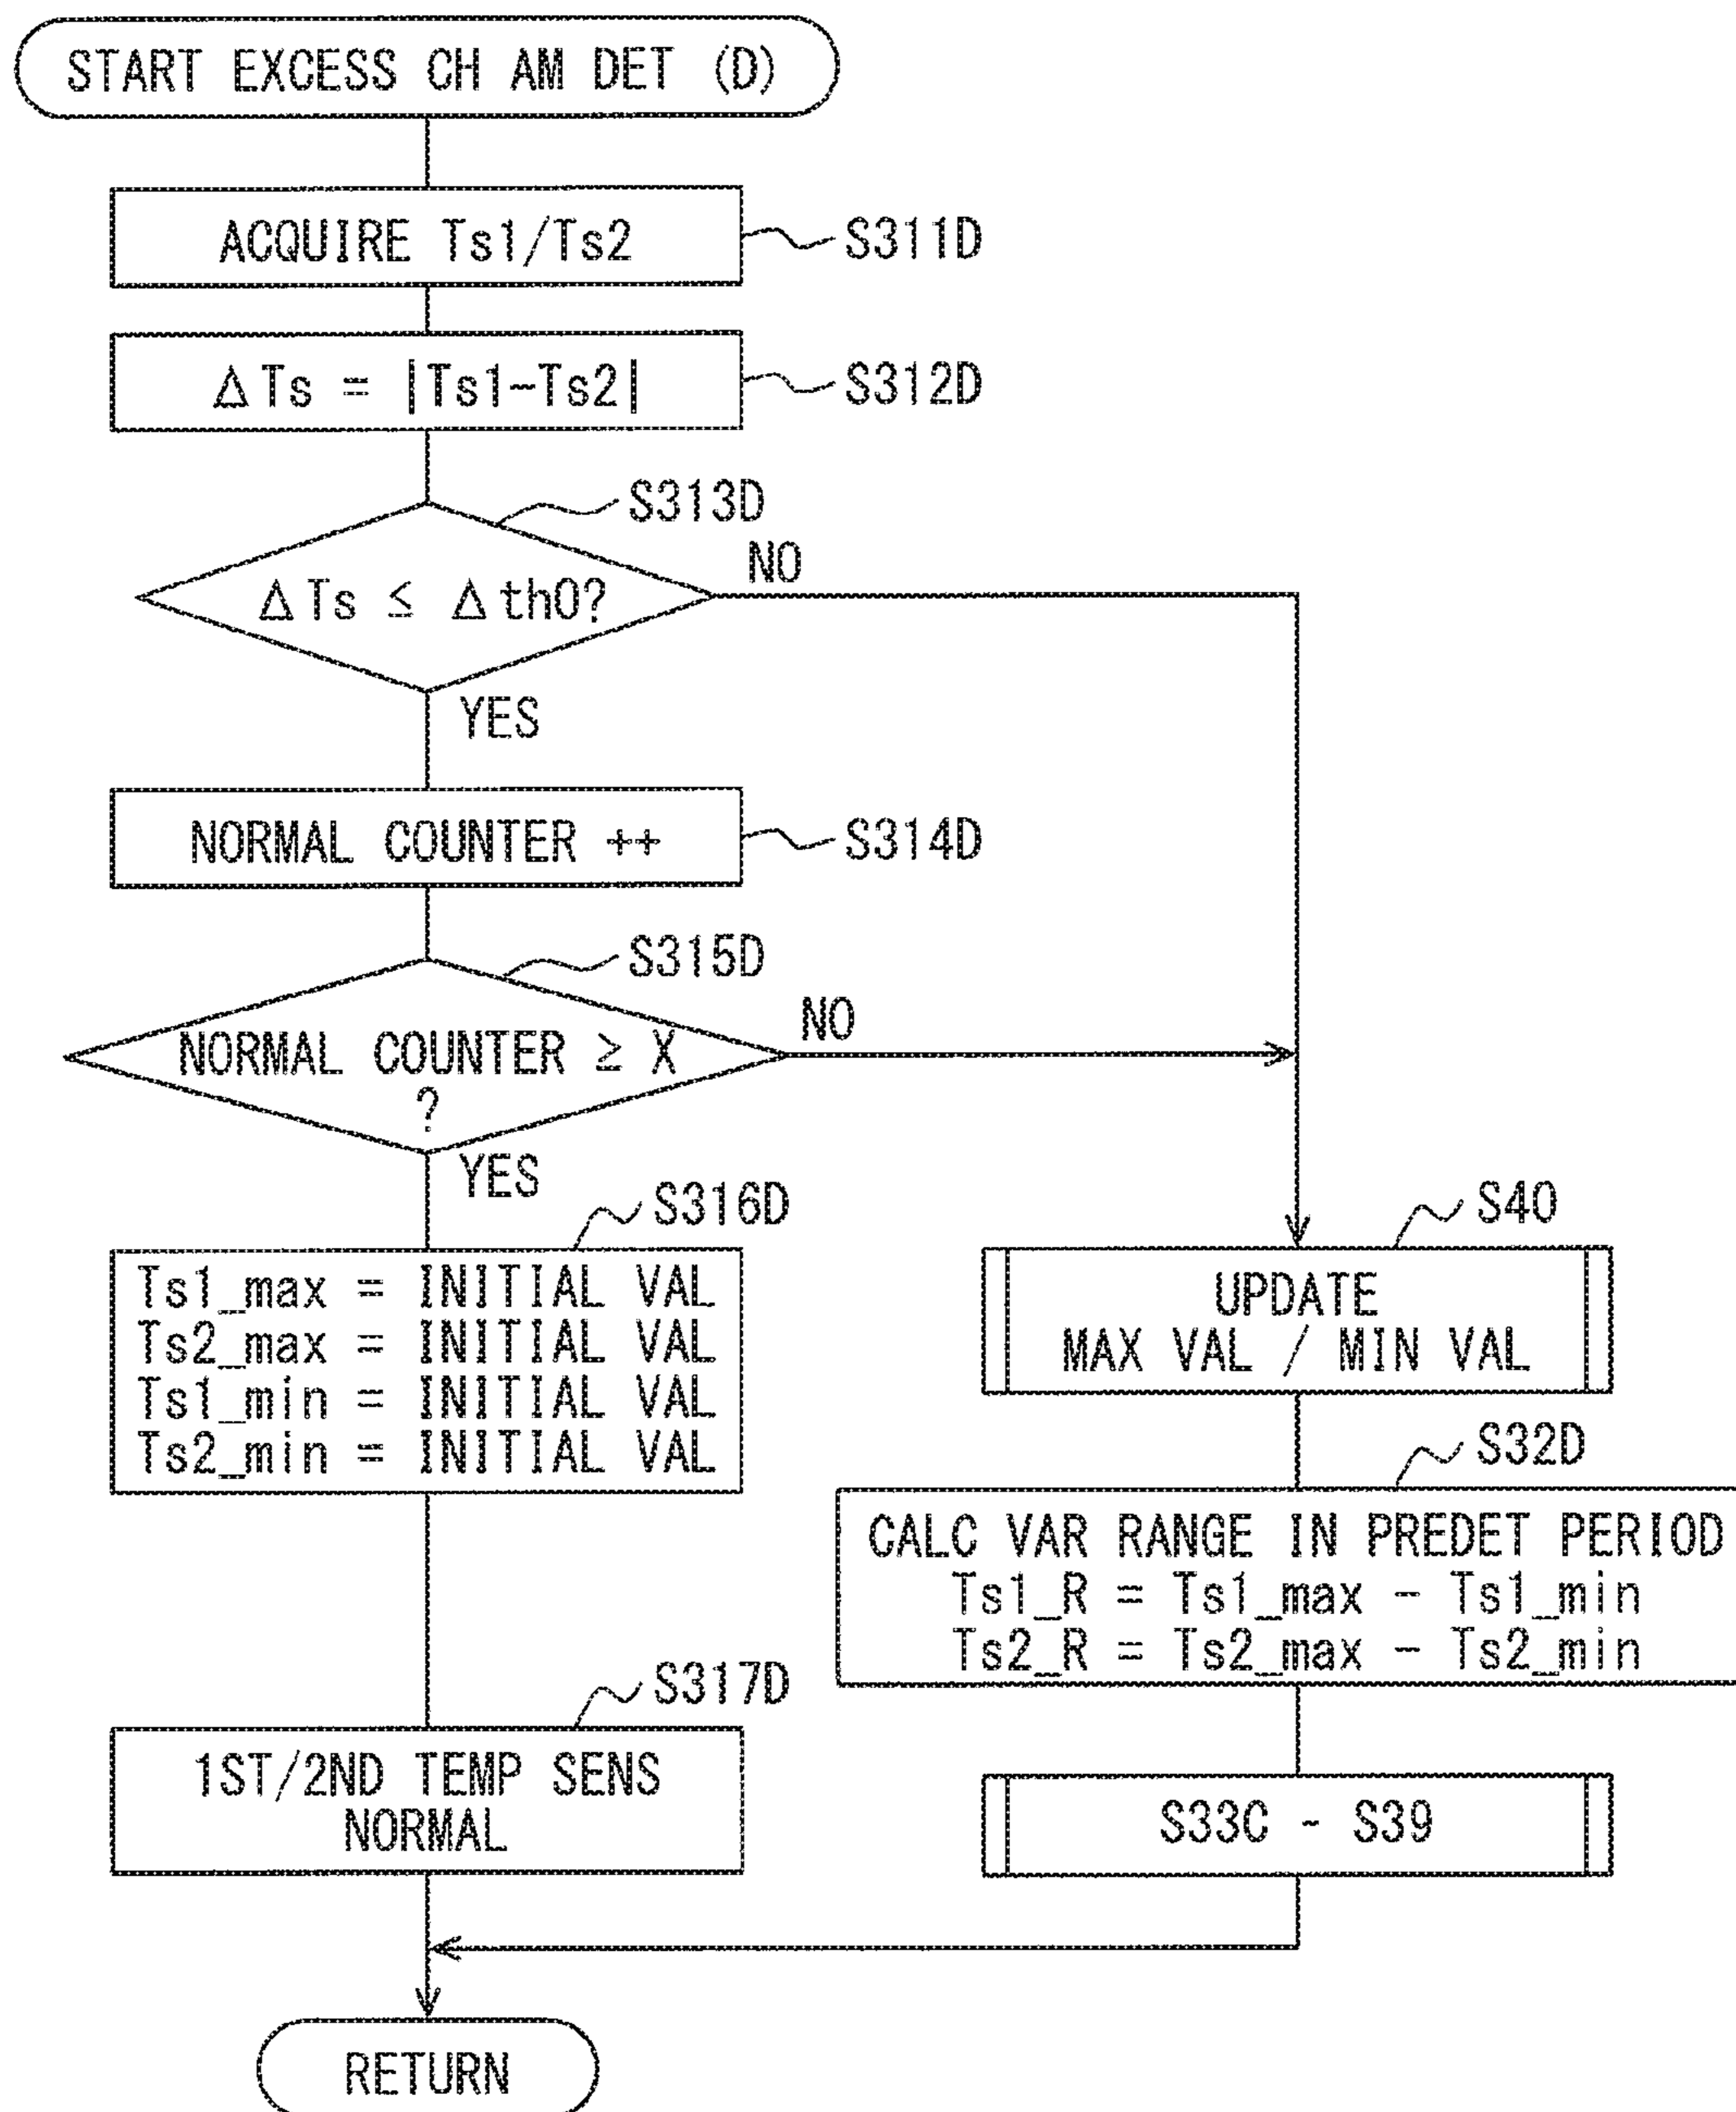 START EXCESS CH AM DET (D)
ACQUIRE Ts1/Ts2
S311D
ΔTs = |Ts1-Ts2|
S312D
S313D
ΔTs ≤ Δth0?
NO
YES
NORMAL COUNTER ++
S314D
S315D
NORMAL COUNTER ≥ X
?
NO
YES
S316D
Ts1_max = INITIAL VAL
Ts2_max = INITIAL VAL
Ts1_min = INITIAL VAL
Ts2_min = INITIAL VAL
S40
UPDATE
MAX VAL / MIN VAL
S32D
CALC VAR RANGE IN PREDET PERIOD
Ts1_R = Ts1_max - Ts1_min
Ts2_R = Ts2_max - Ts2_min
S317D
1ST/2ND TEMP SENS
NORMAL
S33C - S39
RETURN